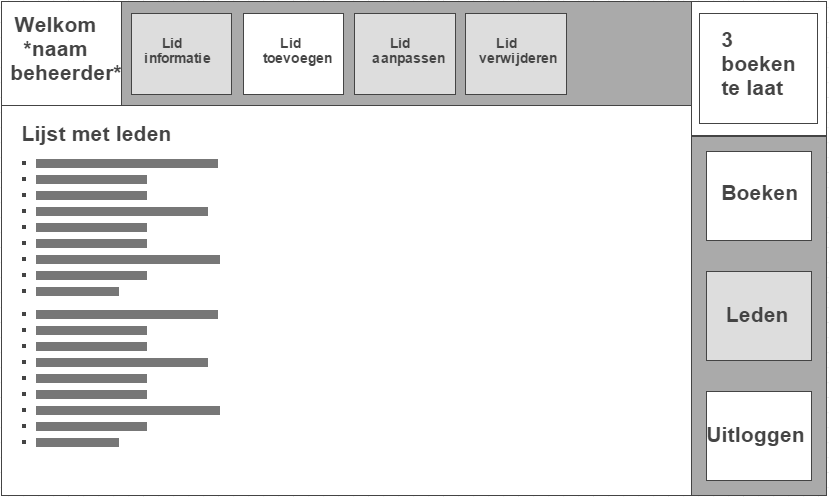 Welkom
*naam
beheerder*
Lid
informatie
Lid
toevoegen
Lid
aanpassen
Lid
verwijderen
3
boeken
te laat
Lijst met leden
Boeken
Leden
Uitloggen